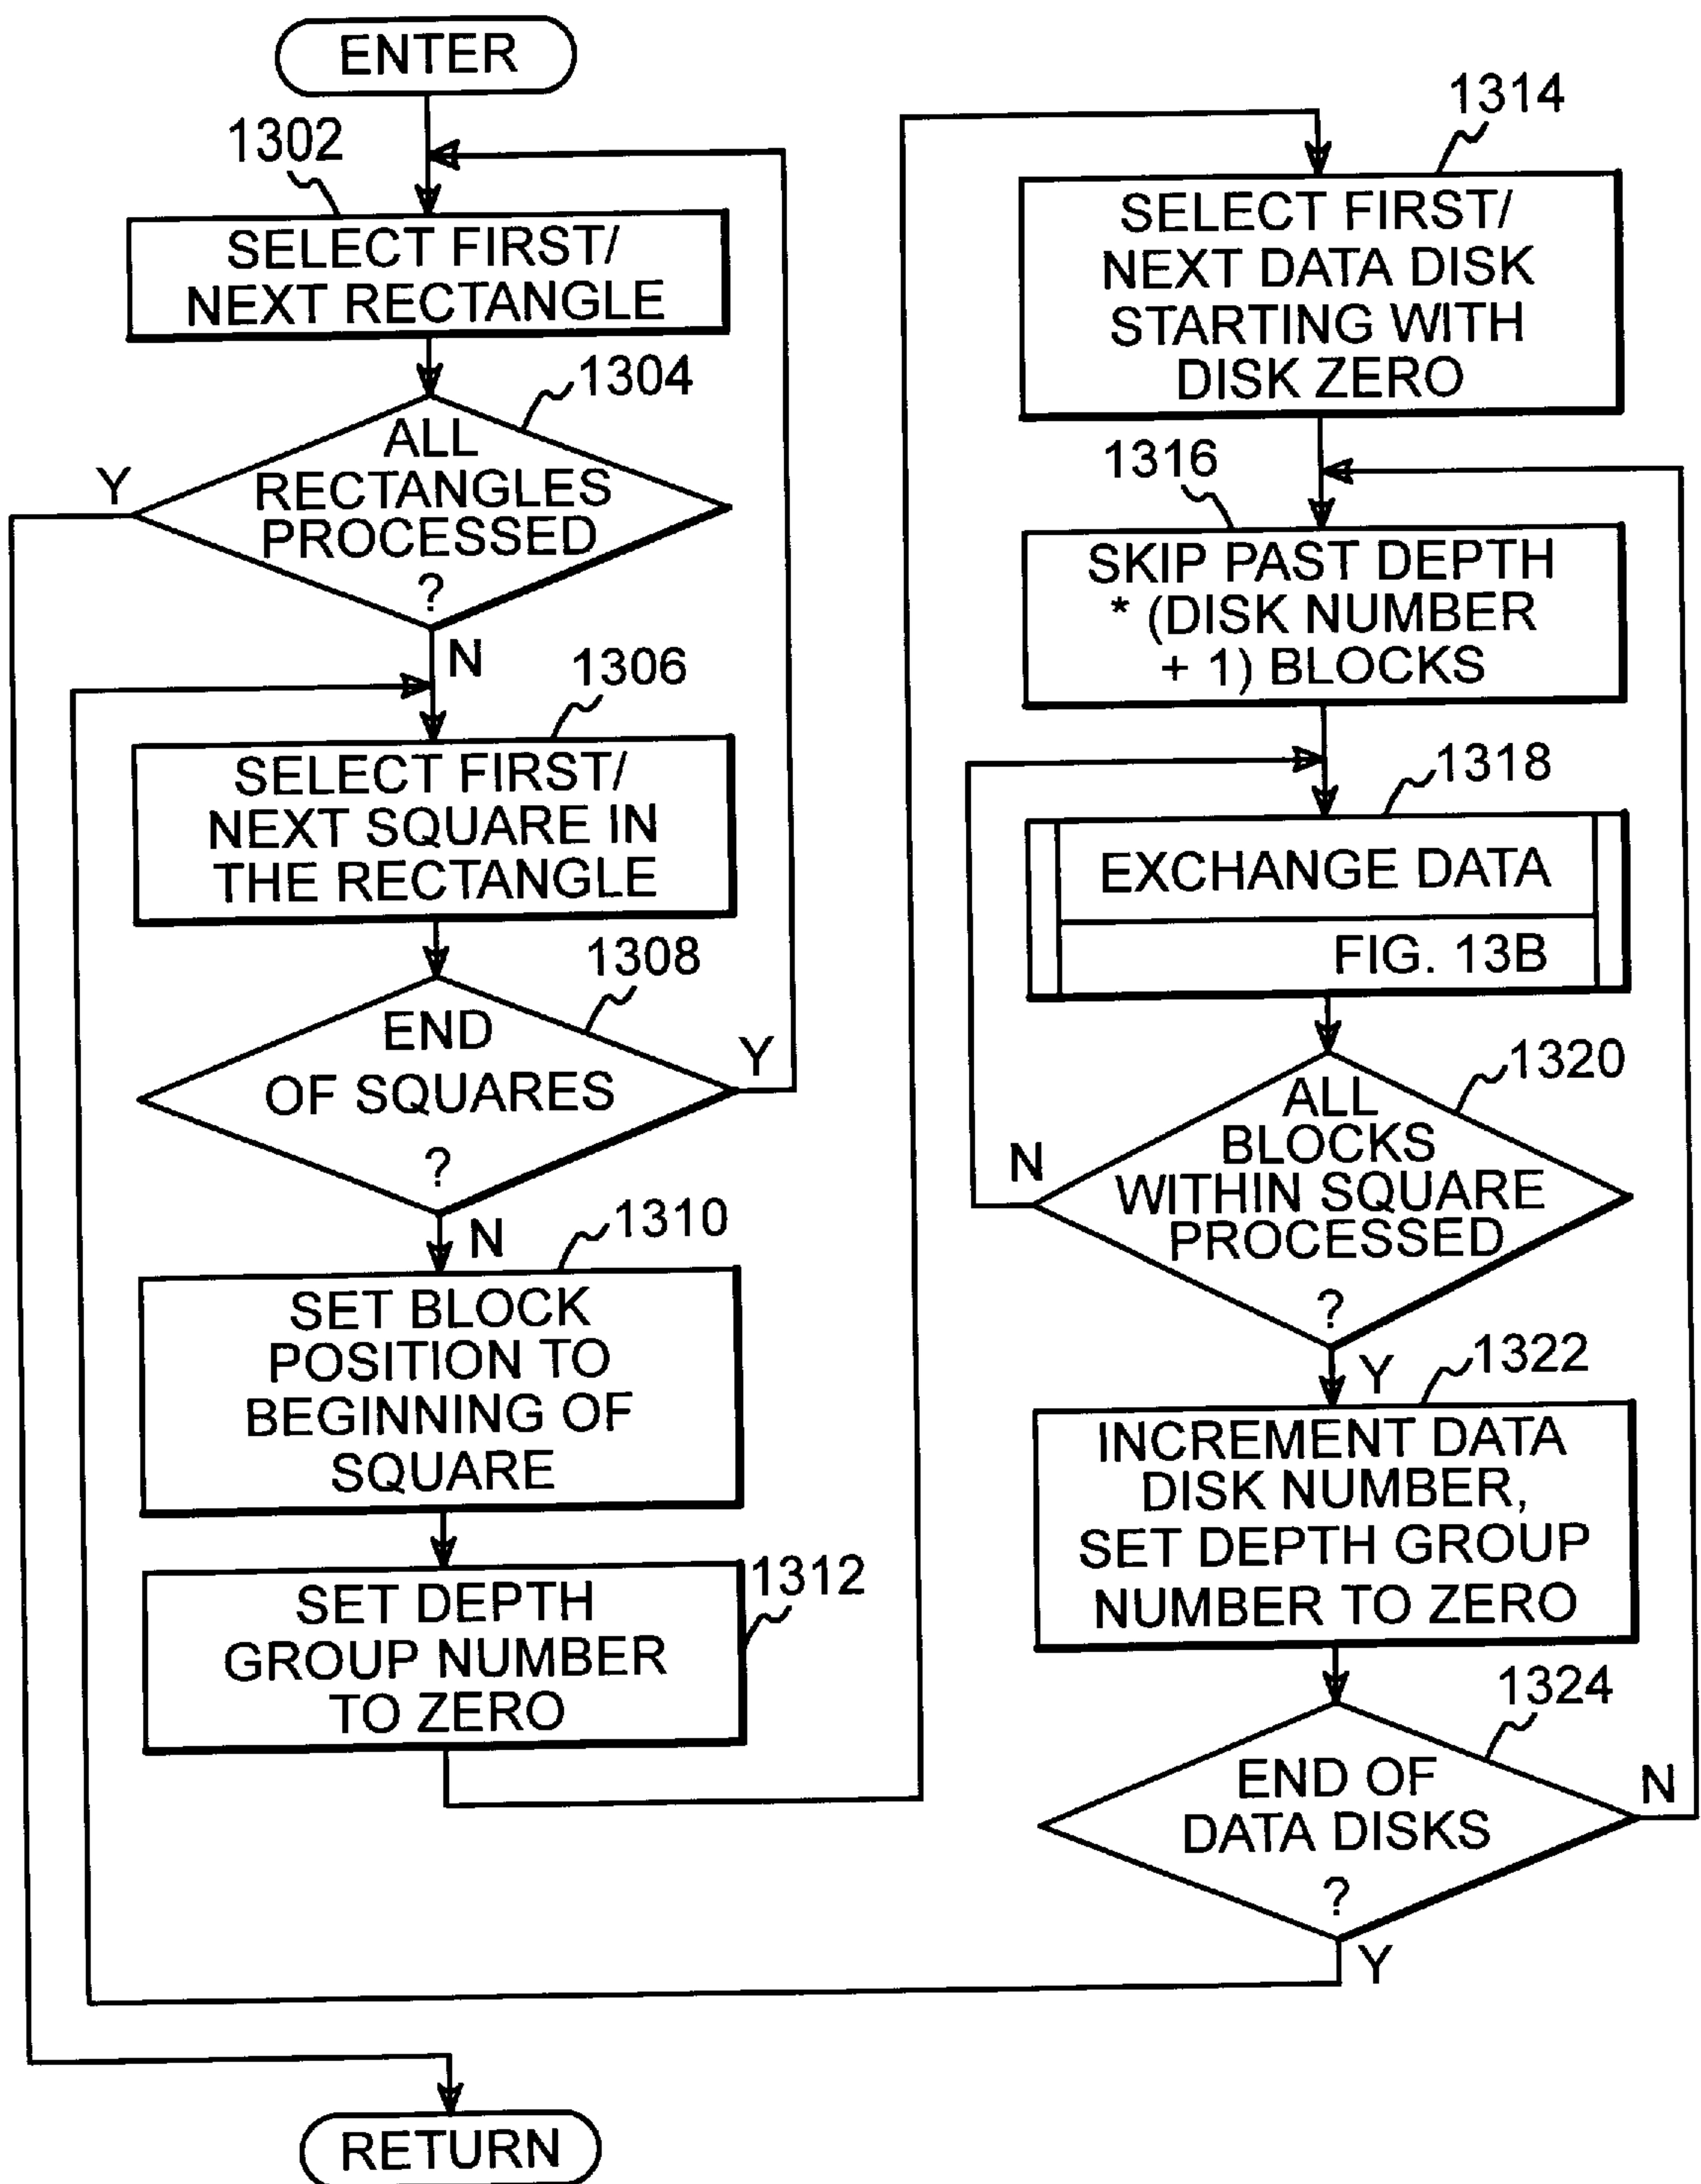 ENTER
1302
SELECT FIRST/
NEXT RECTANGLE
1304
ALL
RECTANGLES
PROCESSED
?
Y
N
1306
SELECT FIRST/
NEXT SQUARE IN
THE RECTANGLE
1308
END
OF SQUARES
?
Y
N
1310
SET BLOCK
POSITION TO
BEGINNING OF
SQUARE
1312
SET DEPTH
GROUP NUMBER
TO ZERO
1314
SELECT FIRST/
NEXT DATA DISK
STARTING WITH
DISK ZERO
1316
SKIP PAST DEPTH
* (DISK NUMBER
+ 1) BLOCKS
1318
EXCHANGE DATA
FIG. 13B
1320
ALL
BLOCKS
WITHIN SQUARE
PROCESSED
?
N
Y
1322
INCREMENT DATA
DISK NUMBER,
SET DEPTH GROUP
NUMBER TO ZERO
1324
END OF
DATA DISKS
?
N
Y
RETURN